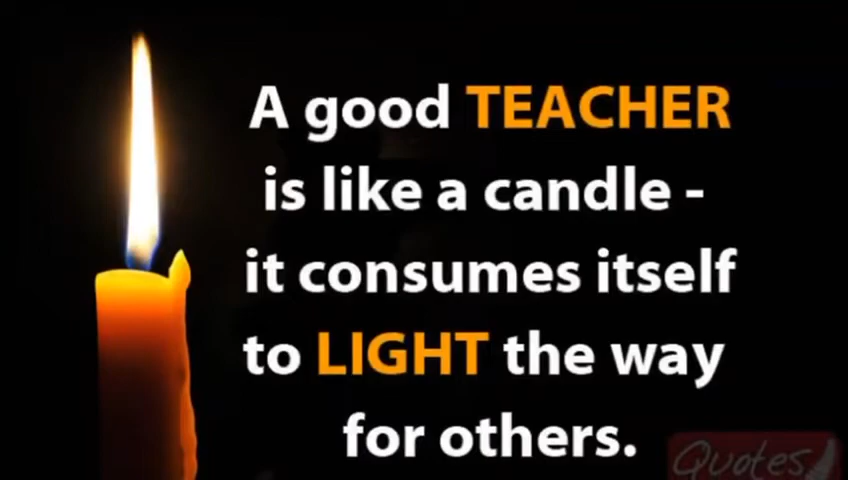 A good TEACHER
is like a candle -
it consumes itself
to LIGHT the way
for others.
Quotes